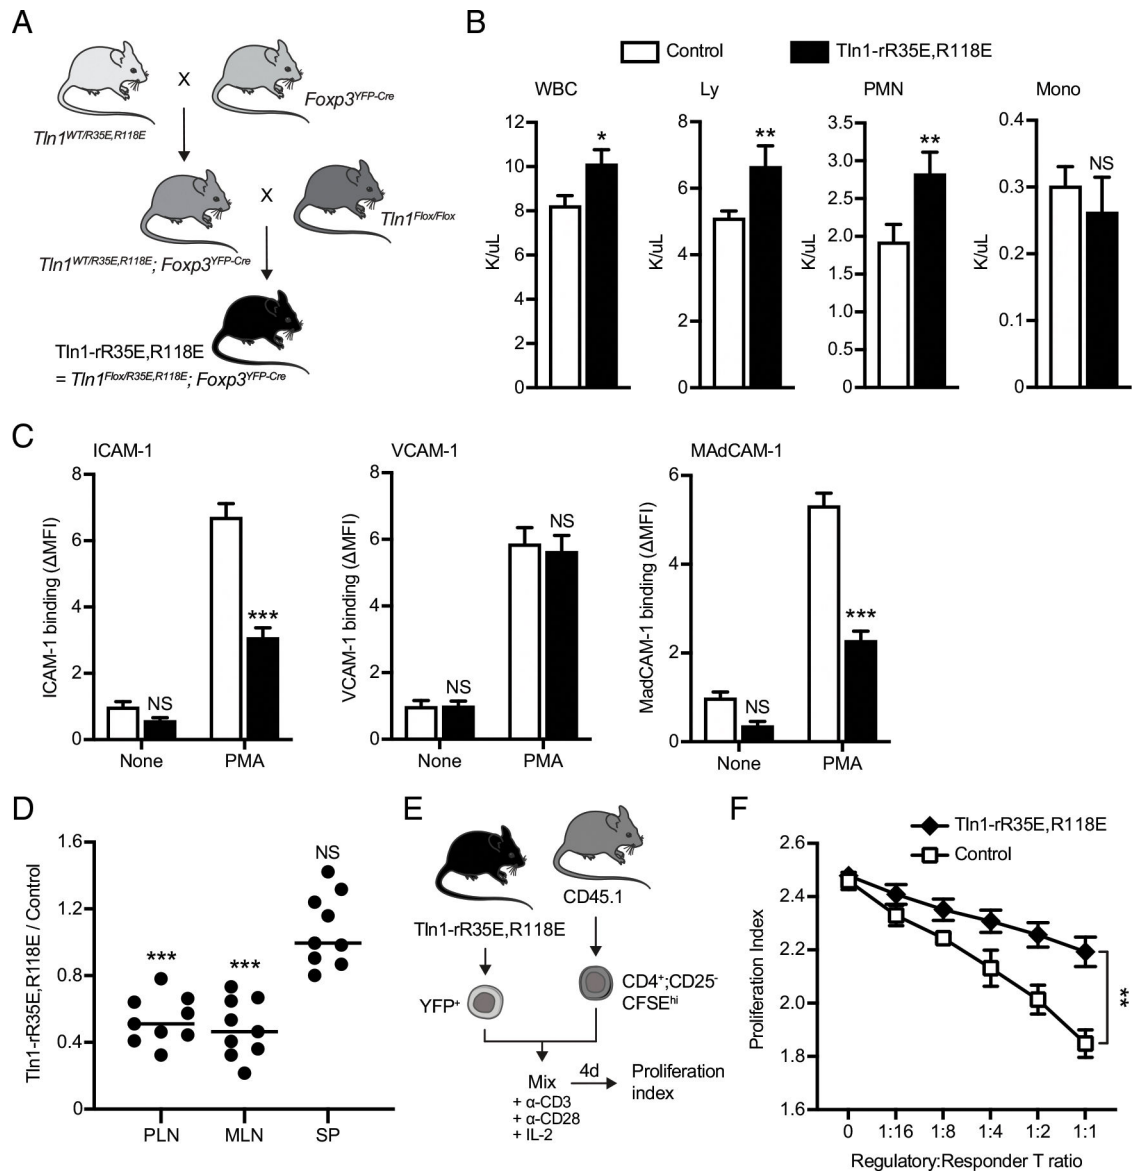 A
X
Tln1WT/R35E,R118E
Foxp3YFP-Cre
X
Tln1Flox/Flox
Tln1WT/R35E,R118E; Foxp3YFP-Cre
Tln1-rR35E,R118E
= Tln1Flox/R35E,R118E; Foxp3YFP-Cre
B
Control
Tln1-rR35E,R118E
WBC
K/uL
12
10
8
6
4
2
0
*
Ly
K/uL
8
6
4
2
0
**
PMN
K/uL
3.5
3.0
2.5
2.0
1.5
1.0
0.5
0
**
Mono
K/uL
0.4
0.3
0.2
0.1
0
NS
C
ICAM-1
ICAM-1 binding (ΔMFI)
8
6
4
2
0
NS
***
None
PMA
VCAM-1
VCAM-1 binding (ΔMFI)
8
6
4
2
0
NS
NS
None
PMA
MAdCAM-1
MadCAM-1 binding (ΔMFI)
6
4
2
0
NS
***
None
PMA
D
Tln1-rR35E,R118E / Control
1.6
1.2
0.8
0.4
0
***
***
NS
PLN
MLN
SP
E
CD45.1
Tln1-rR35E,R118E
YFP+
CD4+;CD25-
CFSEhi
Mix
4d
Proliferation
index
+ α-CD3
+ α-CD28
+ IL-2
F
Tln1-rR35E,R118E
Control
Proliferation Index
2.6
2.4
2.2
2.0
1.8
1.6
**
0
1:16
1:8
1:4
1:2
1:1
Regulatory:Responder T ratio